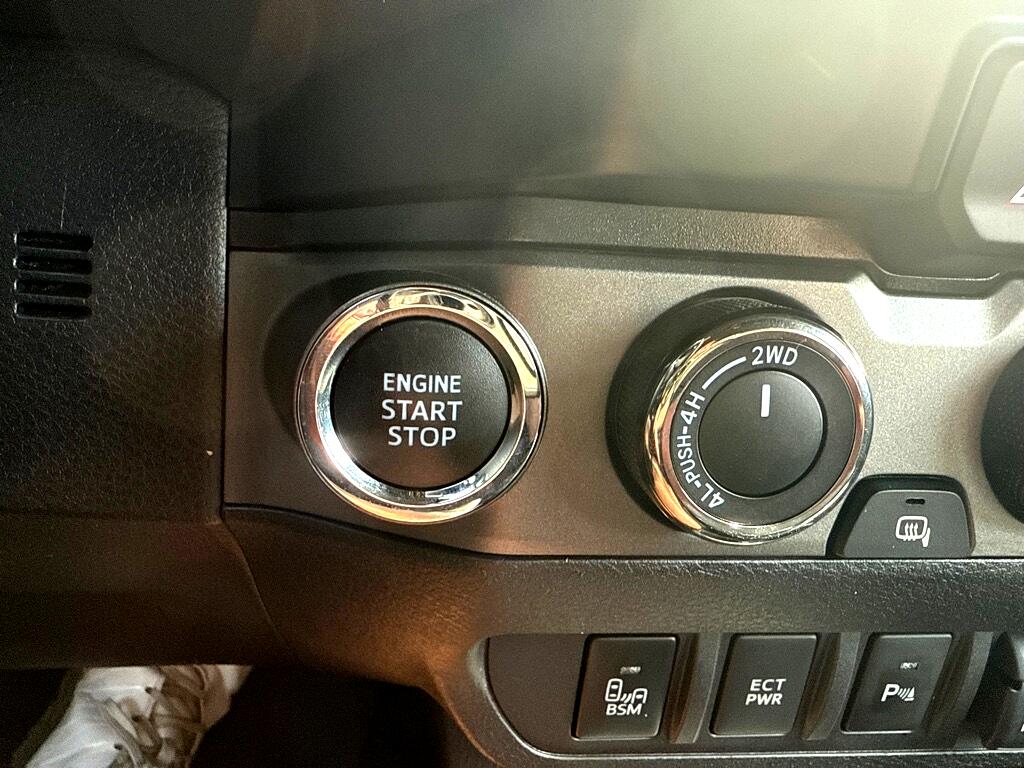 ENGINE
START
STOP
2WD
4L-PUSH-4H
BSM
ECT
PWR
P